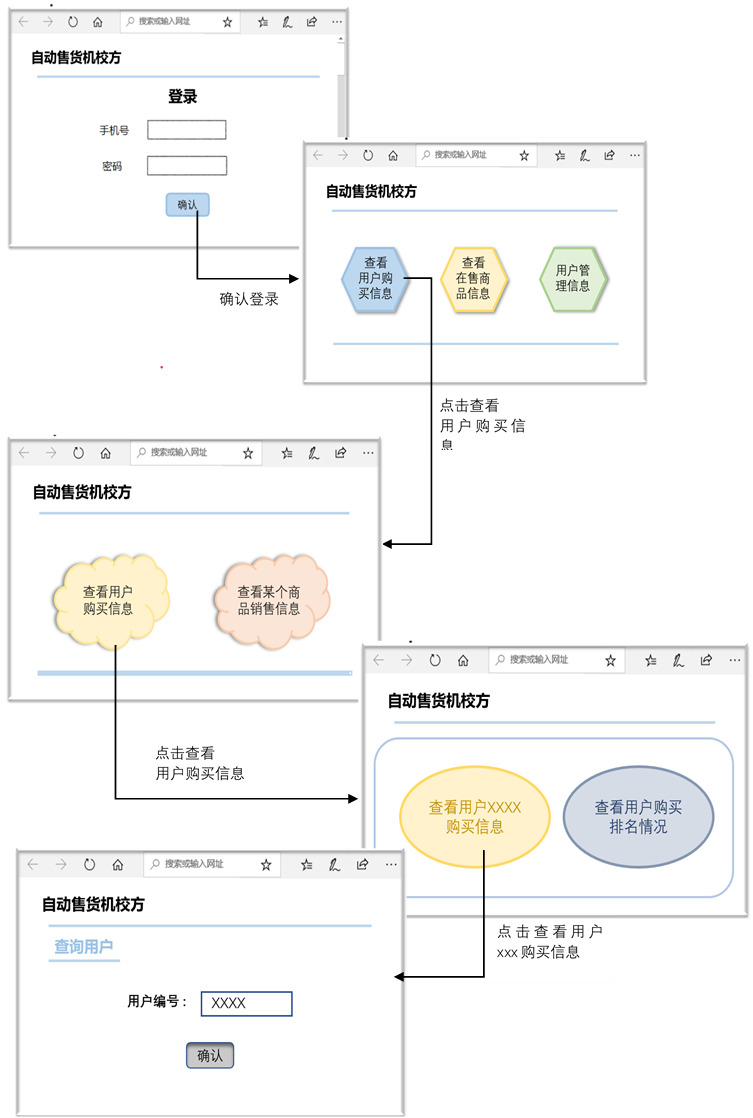 搜索或输入网址
自动售货机校方
登录
手机号
密码
确认
确认登录
搜索或输入网址
自动售货机校方
查看
用户购
买信息
查看
在售商
品信息
用户管
理信息
点击查看
用户购买信
息
搜索或输入网址
自动售货机校方
查看用户
购买信息
查看某个商
品销售信息
点击查看
用户购买信息
搜索或输入网址
自动售货机校方
查看用户XXXX
购买信息
查看用户购买
排名情况
点击查看用户
xxx 购买信息
搜索或输入网址
自动售货机校方
查询用户
用户编号： XXXX
确认